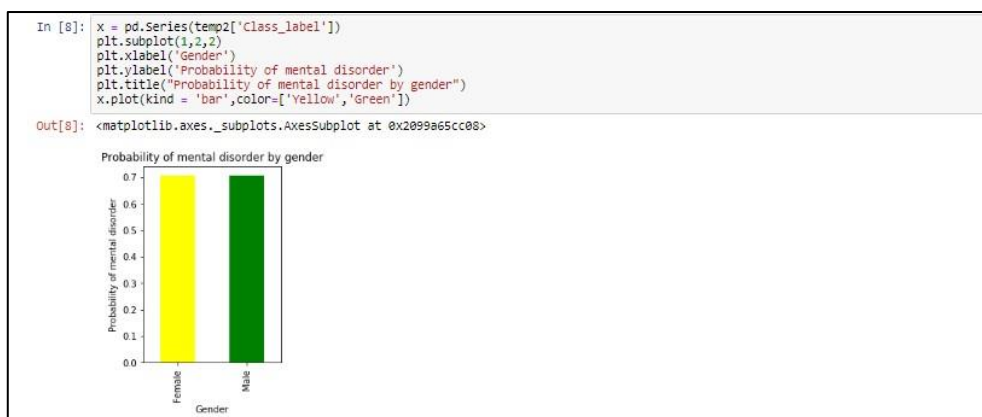 In [8]: x = pd.Series(temp2['Class_label'])
plt.subplot(1,2,2)
plt.xlabel('Gender')
plt.ylabel('Probability of mental disorder')
plt.title("Probability of mental disorder by gender")
x.plot(kind = 'bar',color=['Yellow','Green'])
Out[8]: <matplotlib.axes._subplots.AxesSubplot at 0x2099a65cc08>
Probability of mental disorder by gender
Probability of mental disorder
0.7
0.6
0.5
0.4
0.3
0.2
0.1
0.0
Female
Male
Gender